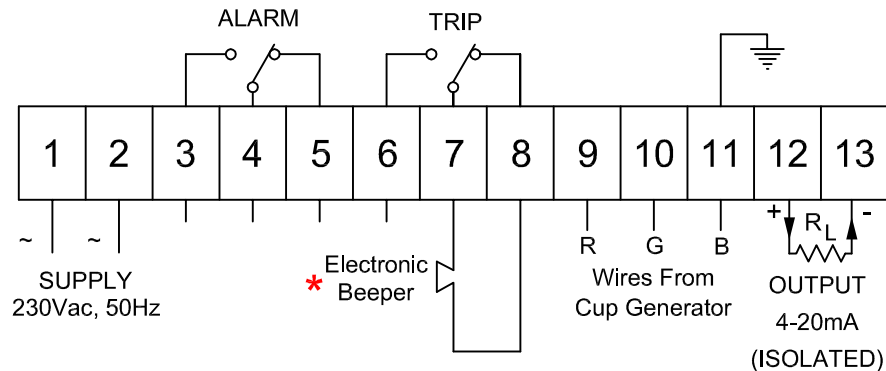 ALARM
TRIP
1 2 3 4 5 6 7 8 9 10 11 12 13
~ ~
SUPPLY
230Vac, 50Hz
* Electronic
Beeper
R G B
Wires From
Cup Generator
+ RL -
OUTPUT
4-20mA
(ISOLATED)